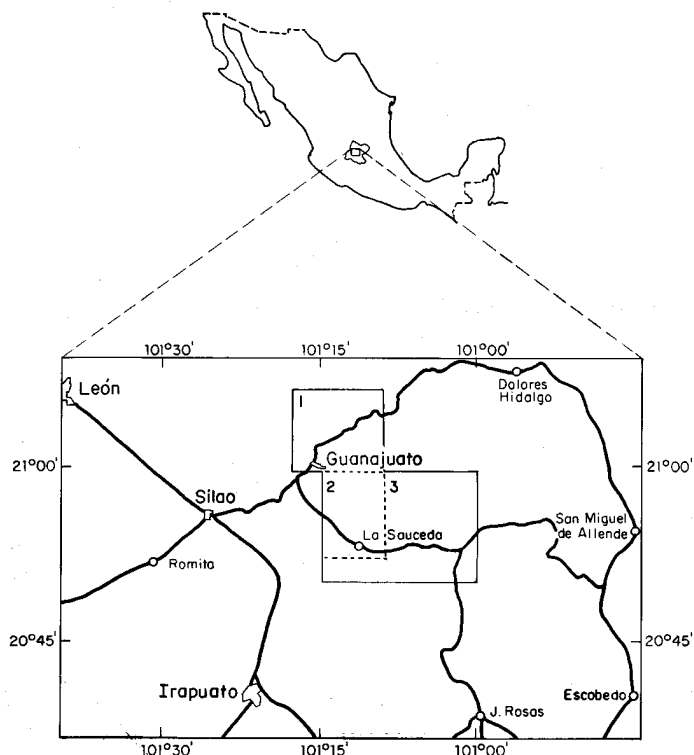 101°30'
101°15'
101°00'
León
Dolores
Hidalgo
1
21°00'
Guanajuato
21°00'
2
3
Silao
San Miguel
de Allende
La Sauceda
Romita
20°45'
20°45'
Irapuato
Escobedo
J. Rosas
101°30'
101°15'
101°00'